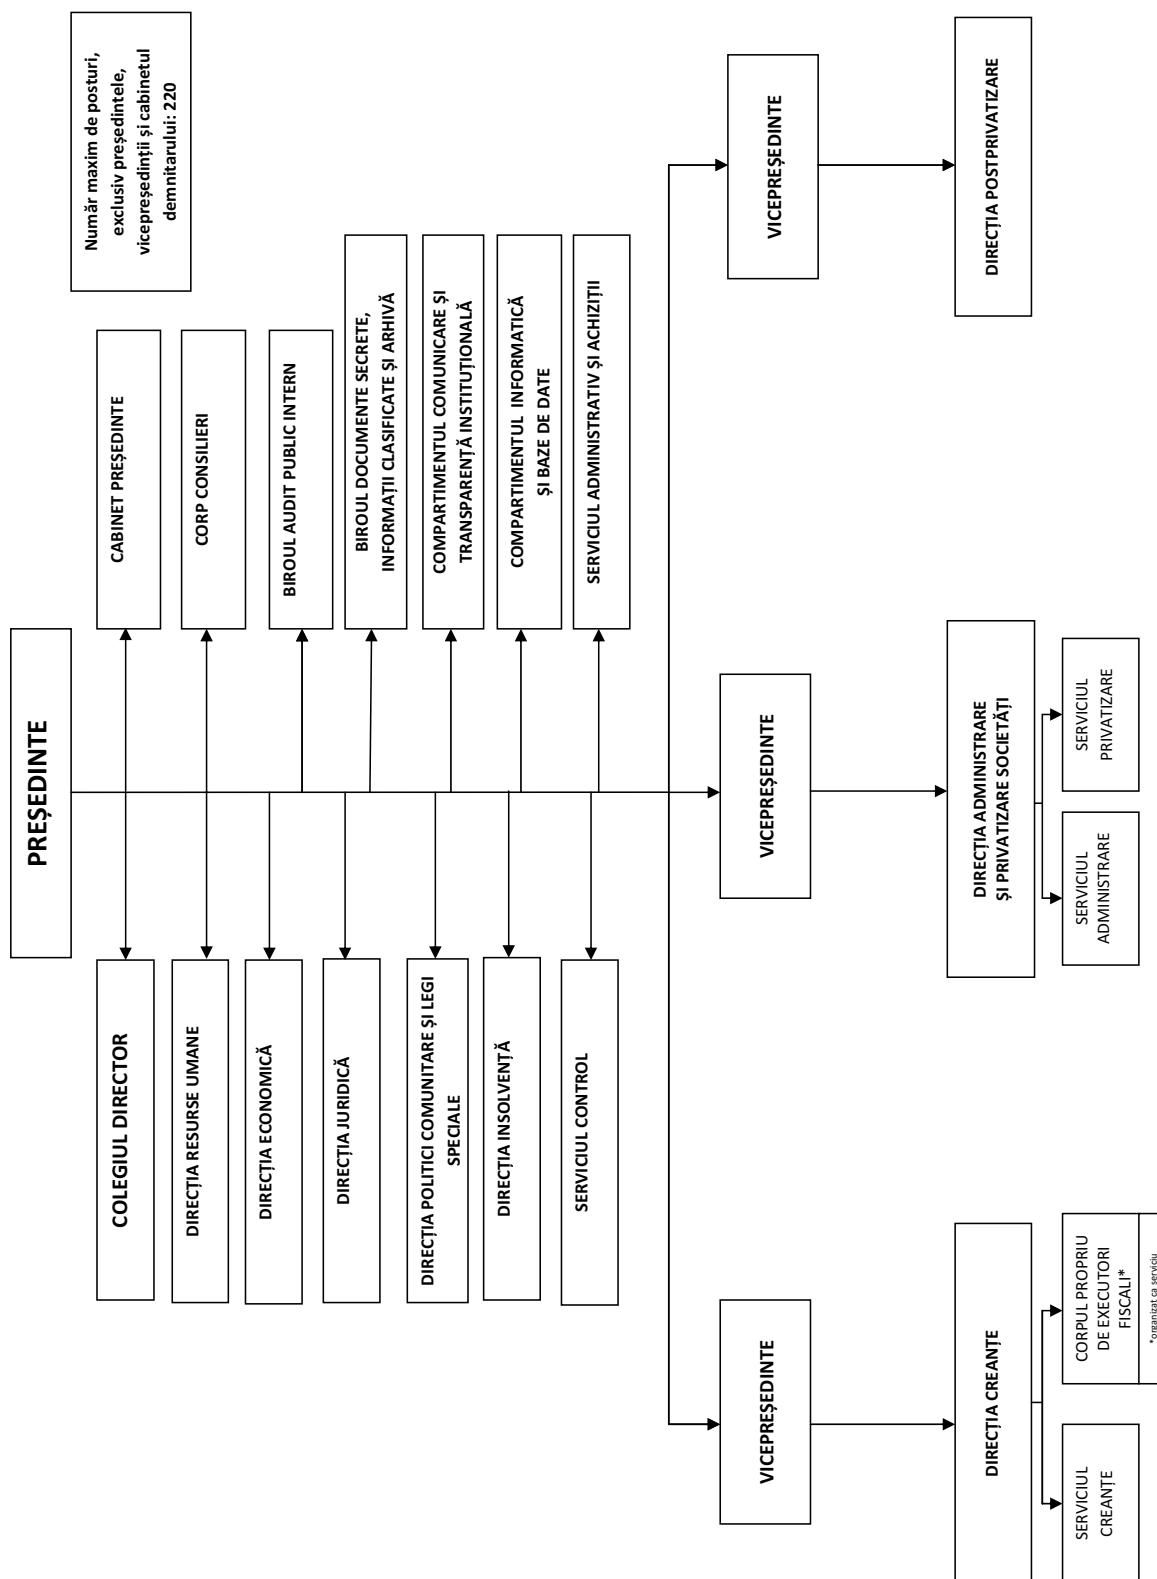 PREȘEDINTE
Număr maxim de posturi,
exclusiv președintele,
vicepreședinții și cabinetul
demnitarului: 220
COLEGIUL DIRECTOR
DIRECȚIA RESURSE UMANE
DIRECȚIA ECONOMICĂ
DIRECȚIA JURIDICĂ
DIRECȚIA POLITICI COMUNITARE ȘI LEGI
SPECIALE
DIRECȚIA INSOLVENȚĂ
SERVICIUL CONTROL
CABINET PREȘEDINTE
CORP CONSILIERI
BIROUL AUDIT PUBLIC INTERN
BIROUL DOCUMENTE SECRETE,
INFORMAȚII CLASIFICATE ȘI ARHIVĂ
COMPARTIMENTUL COMUNICARE ȘI
TRANSPARENȚĂ INSTITUȚIONALĂ
COMPARTIMENTUL INFORMATICĂ
ȘI BAZE DE DATE
SERVICIUL ADMINISTRATIV ȘI ACHIZIȚII
VICEPREȘEDINTE
VICEPREȘEDINTE
VICEPREȘEDINTE
DIRECȚIA CREANȚE
DIRECȚIA ADMINISTRARE
ȘI PRIVATIZARE SOCIETĂȚI
DIRECȚIA POSTPRIVATIZARE
SERVICIUL
CREANȚE
CORPUL PROPRIU
DE EXECUTORI
FISCALI*
*organizat ca serviciu
SERVICIUL
ADMINISTRARE
SERVICIUL
PRIVATIZARE